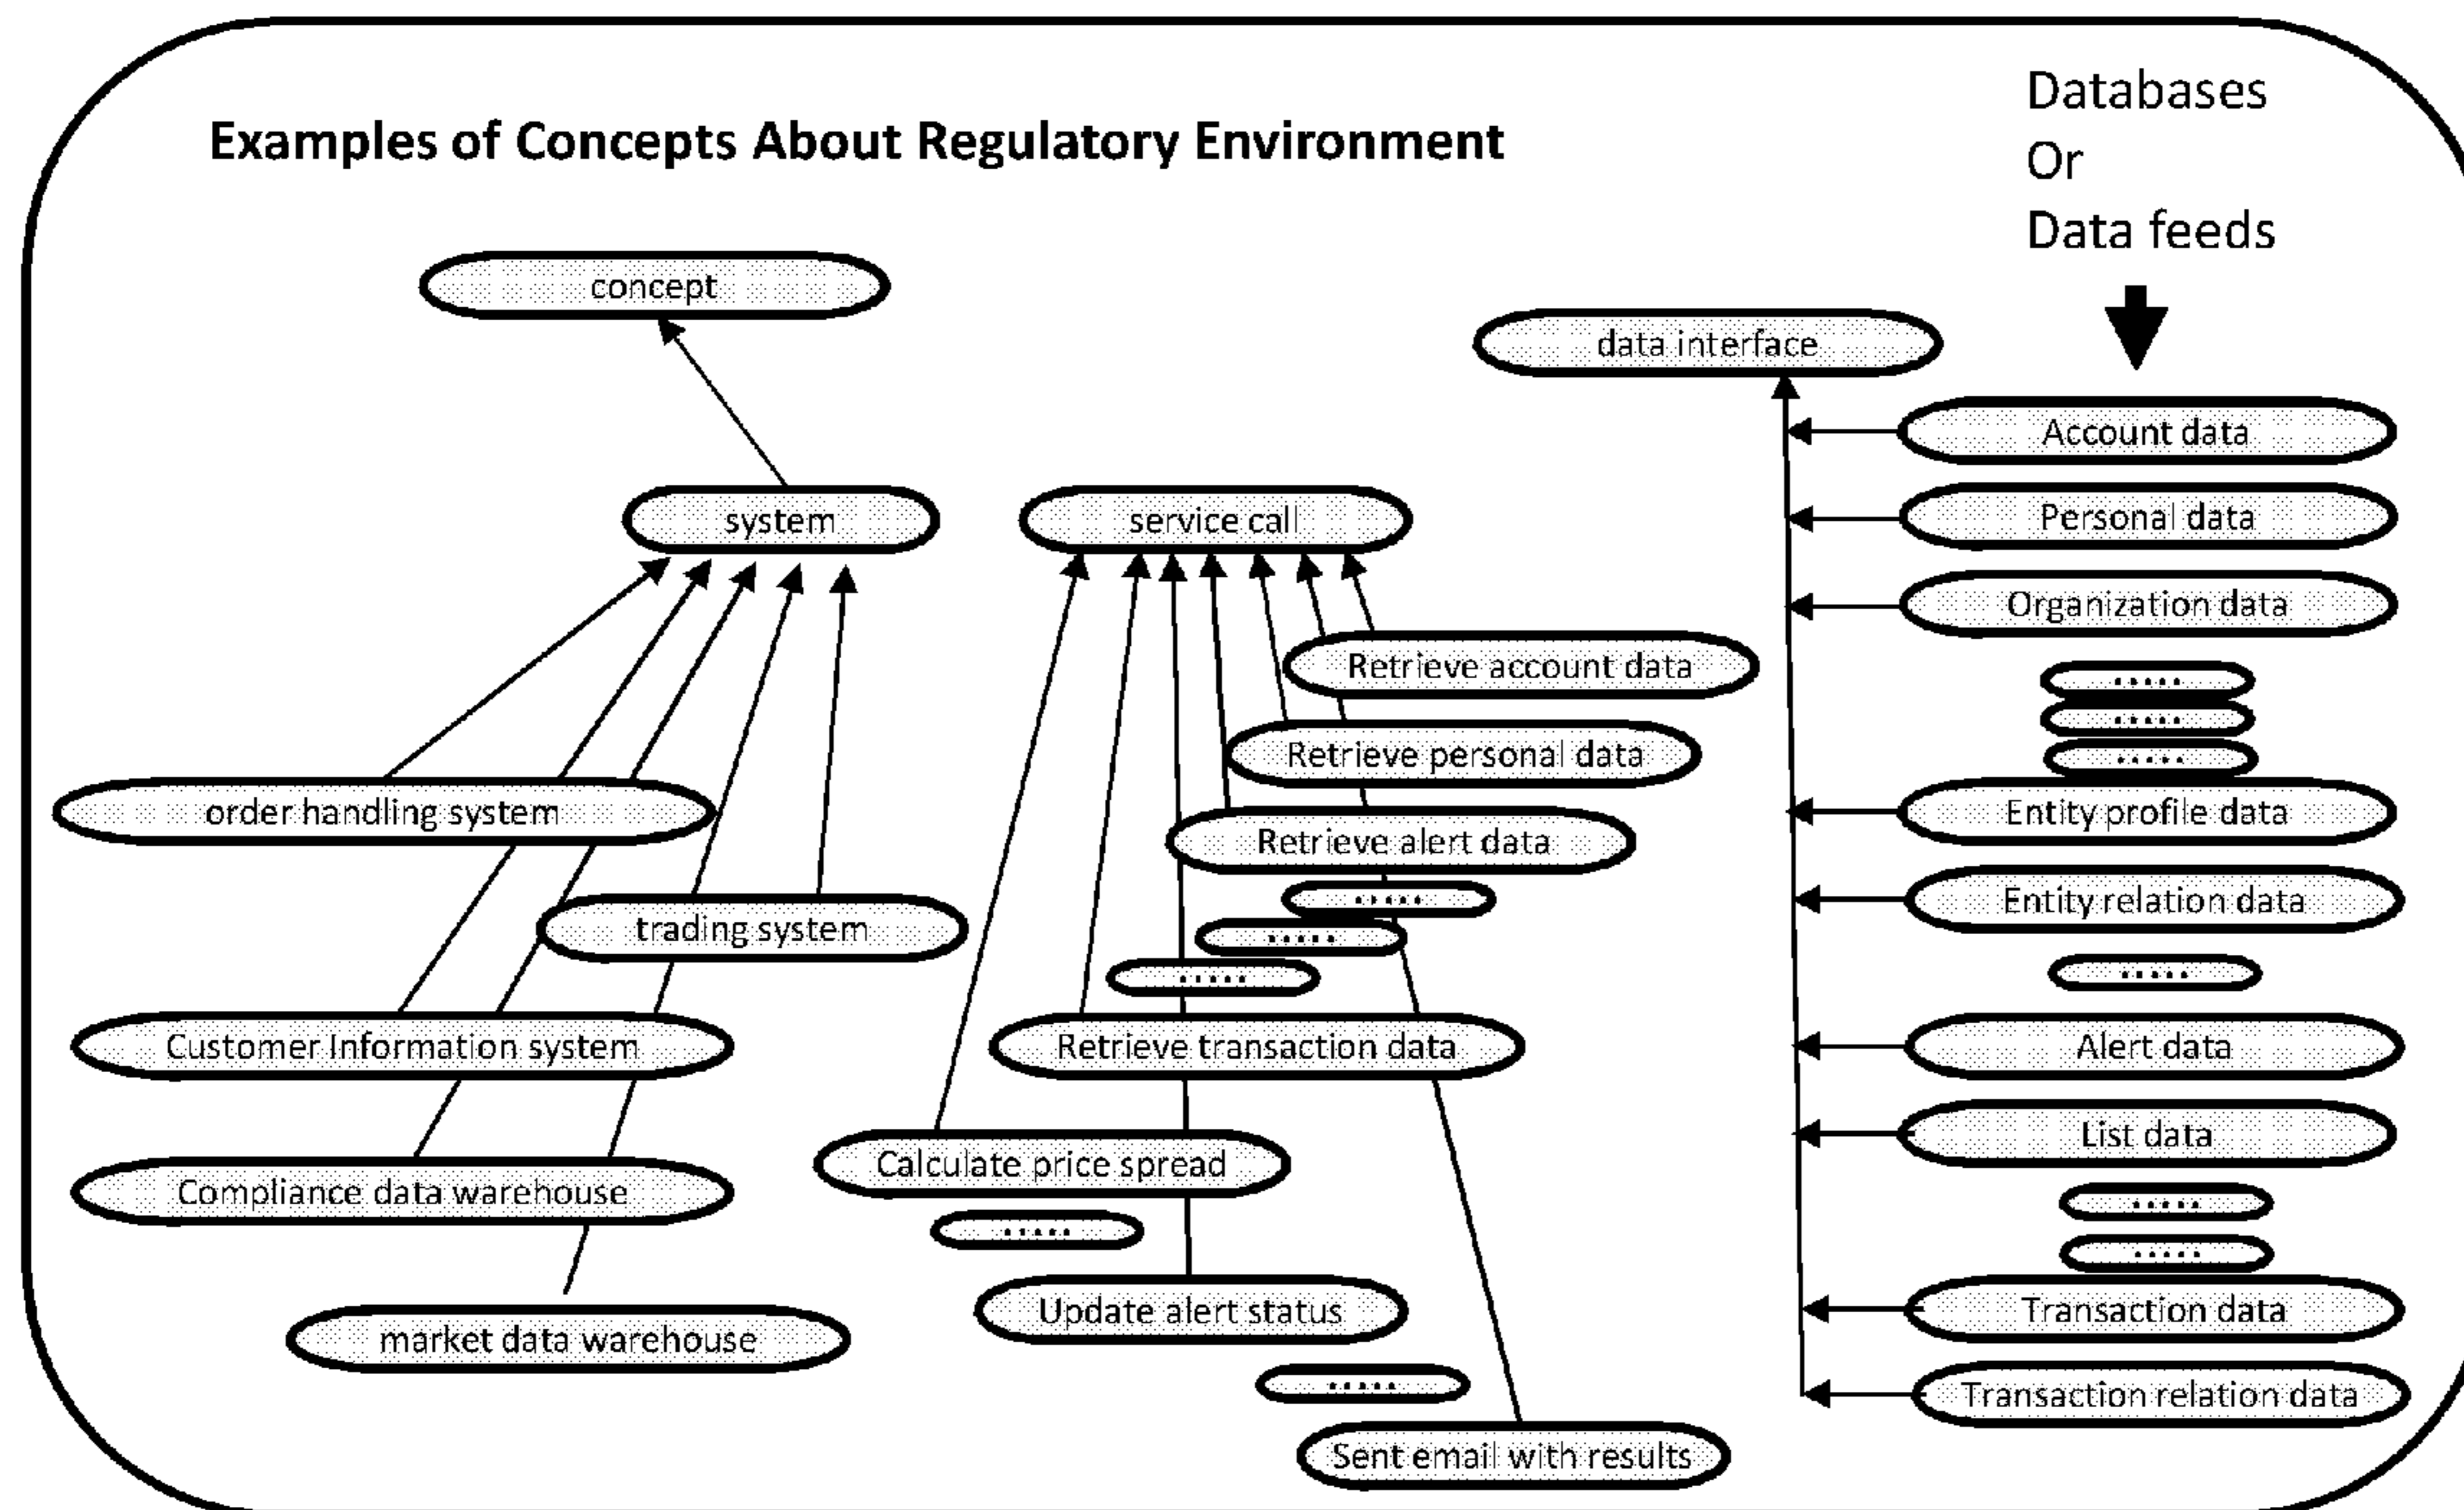 Examples of Concepts About Regulatory Environment
Databases
Or
Data feeds
concept
data interface
system
service call
order handling system
trading system
Customer Information system
Compliance data warehouse
market data warehouse
Retrieve account data
Retrieve personal data
Retrieve alert data
.....
.....
.....
Retrieve transaction data
Calculate price spread
.....
Update alert status
.....
Sent email with results
Account data
Personal data
Organization data
.....
.....
.....
Entity profile data
Entity relation data
.....
Alert data
List data
.....
.....
Transaction data
Transaction relation data